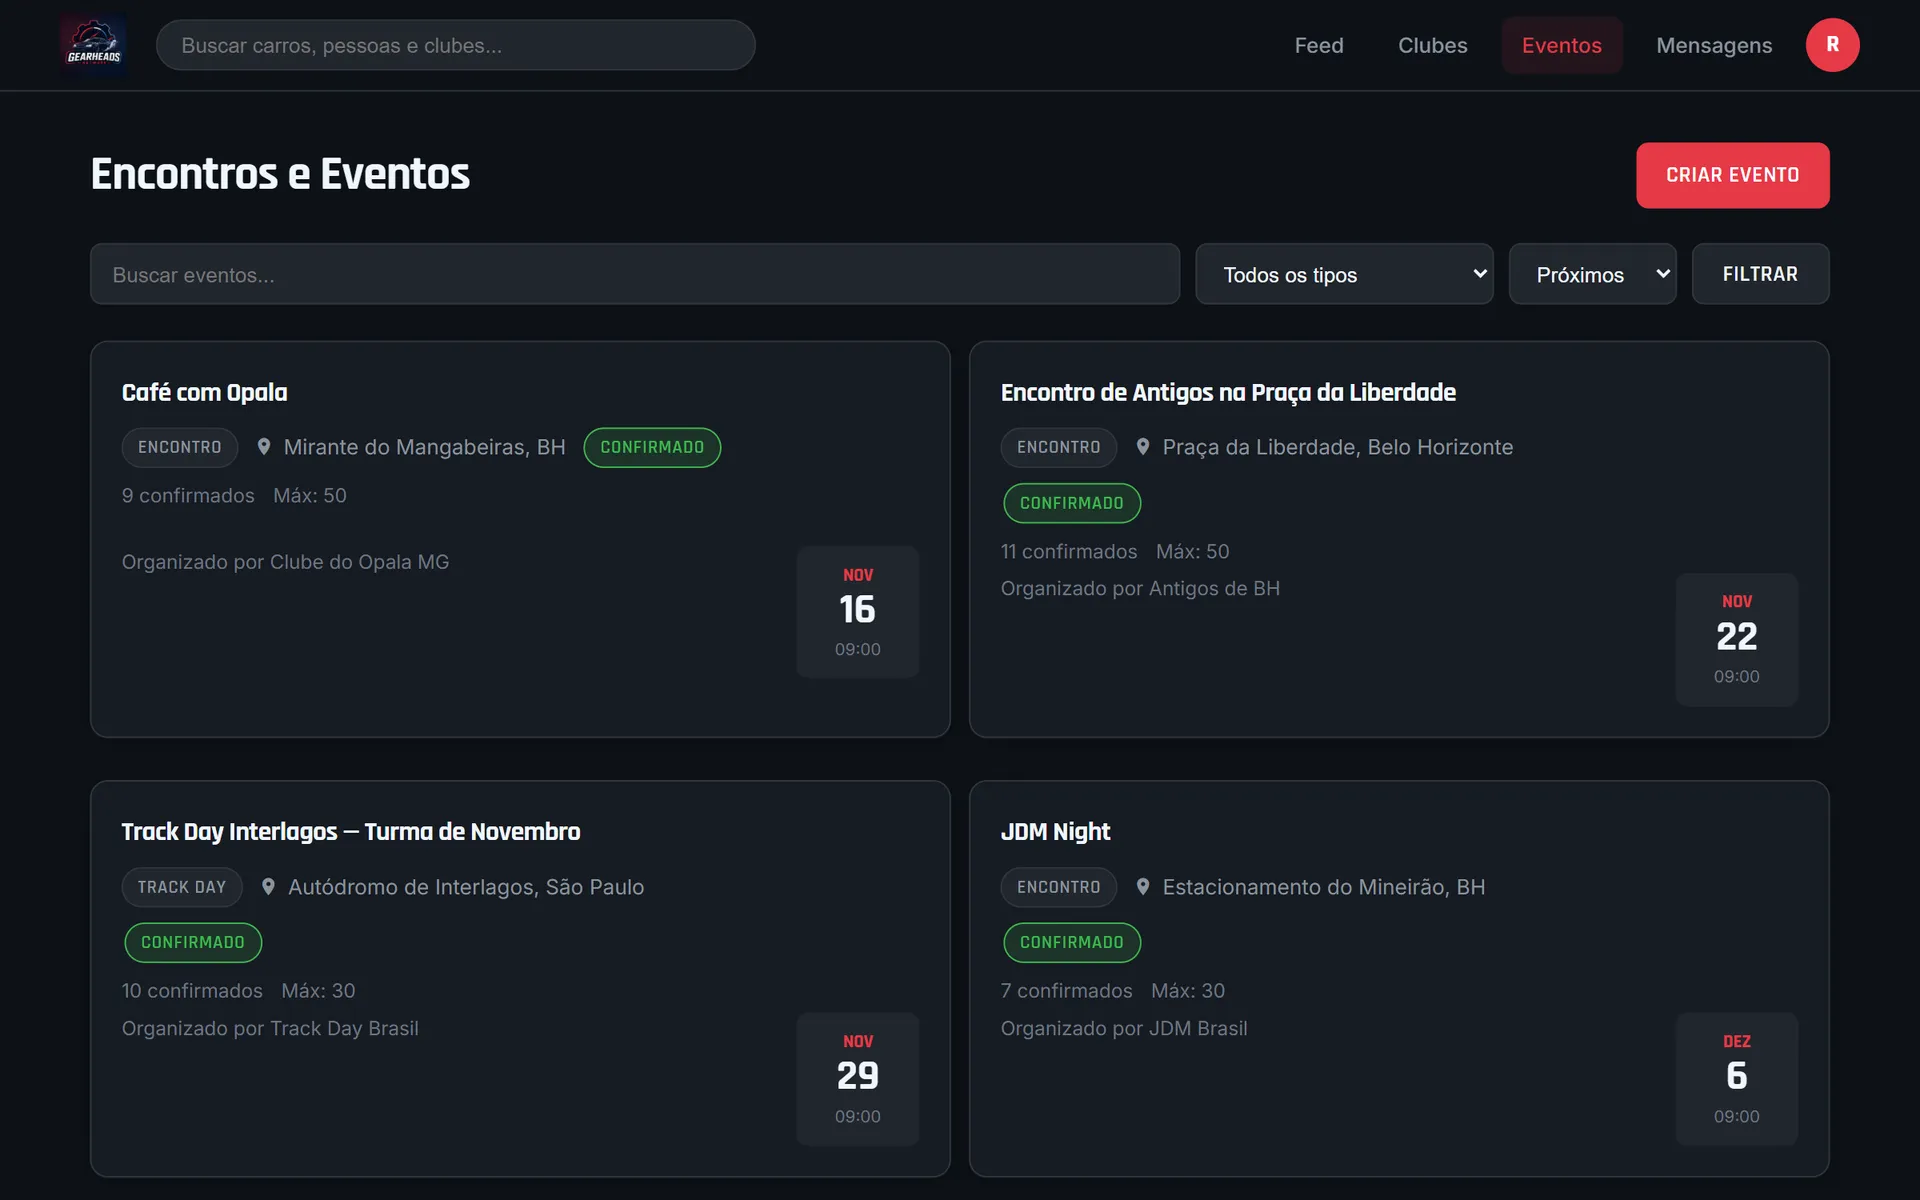 GEARHEADS
Buscar carros, pessoas e clubes...
Feed
Clubes
Eventos
Mensagens
R
Encontros e Eventos
CRIAR EVENTO
Buscar eventos...
Todos os tipos
Próximos
FILTRAR
Café com Opala
ENCONTRO Mirante do Mangabeiras, BH CONFIRMADO
9 confirmados Máx: 50
Organizado por Clube do Opala MG
NOV
16
09:00
Encontro de Antigos na Praça da Liberdade
ENCONTRO Praça da Liberdade, Belo Horizonte
CONFIRMADO
11 confirmados Máx: 50
Organizado por Antigos de BH
NOV
22
09:00
Track Day Interlagos — Turma de Novembro
TRACK DAY Autódromo de Interlagos, São Paulo
CONFIRMADO
10 confirmados Máx: 30
Organizado por Track Day Brasil
NOV
29
09:00
JDM Night
ENCONTRO Estacionamento do Mineirão, BH
CONFIRMADO
7 confirmados Máx: 30
Organizado por JDM Brasil
DEZ
6
09:00